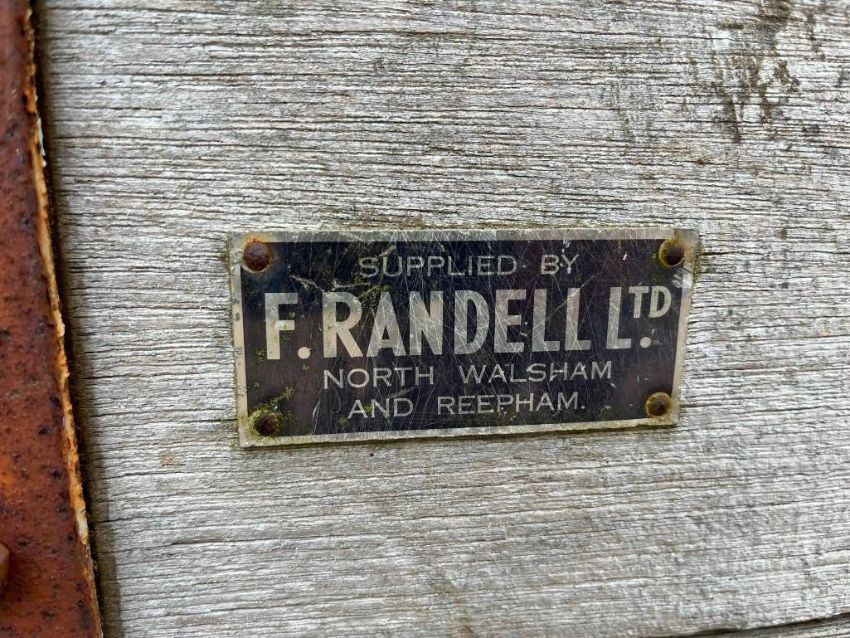 SUPPLIED BY
F. RANDELL LTD.
NORTH WALSHAM
AND REEPHAM.